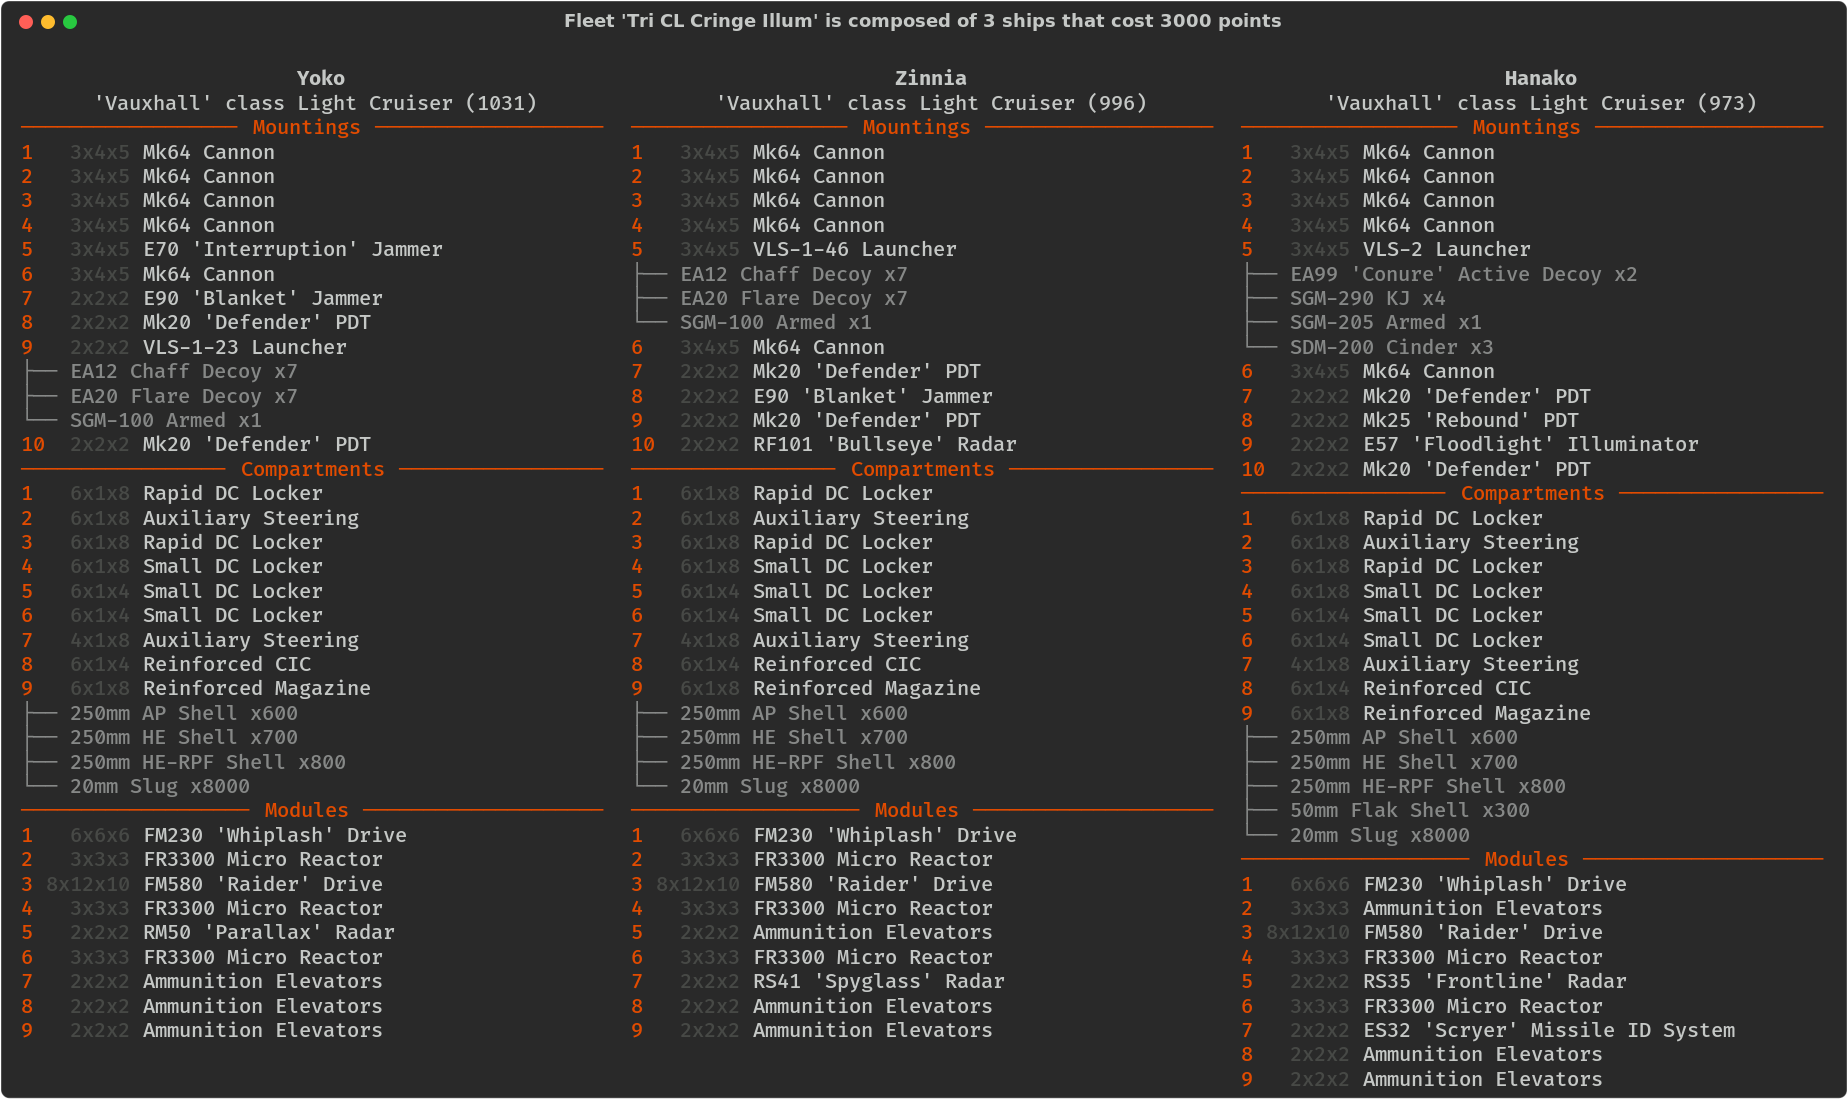 Fleet 'Tri CL Cringe Illum' is composed of 3 ships that cost 3000 points
Yoko
'Vauxhall' class Light Cruiser (1031)
Mountings
1 3x4x5 Mk64 Cannon
2 3x4x5 Mk64 Cannon
3 3x4x5 Mk64 Cannon
4 3x4x5 Mk64 Cannon
5 3x4x5 E70 'Interruption' Jammer
6 3x4x5 Mk64 Cannon
7 2x2x2 E90 'Blanket' Jammer
8 2x2x2 Mk20 'Defender' PDT
9 2x2x2 VLS-1-23 Launcher
EA12 Chaff Decoy x7
EA20 Flare Decoy x7
SGM-100 Armed x1
10 2x2x2 Mk20 'Defender' PDT
Compartments
1 6x1x8 Rapid DC Locker
2 6x1x8 Auxiliary Steering
3 6x1x8 Rapid DC Locker
4 6x1x8 Small DC Locker
5 6x1x4 Small DC Locker
6 6x1x4 Small DC Locker
7 4x1x8 Auxiliary Steering
8 6x1x4 Reinforced CIC
9 6x1x8 Reinforced Magazine
250mm AP Shell x600
250mm HE Shell x700
250mm HE-RPF Shell x800
20mm Slug x8000
Modules
1 6x6x6 FM230 'Whiplash' Drive
2 3x3x3 FR3300 Micro Reactor
3 8x12x10 FM580 'Raider' Drive
4 3x3x3 FR3300 Micro Reactor
5 2x2x2 RM50 'Parallax' Radar
6 3x3x3 FR3300 Micro Reactor
7 2x2x2 Ammunition Elevators
8 2x2x2 Ammunition Elevators
9 2x2x2 Ammunition Elevators
Zinnia
'Vauxhall' class Light Cruiser (996)
Mountings
1 3x4x5 Mk64 Cannon
2 3x4x5 Mk64 Cannon
3 3x4x5 Mk64 Cannon
4 3x4x5 Mk64 Cannon
5 3x4x5 VLS-1-46 Launcher
EA12 Chaff Decoy x7
EA20 Flare Decoy x7
SGM-100 Armed x1
6 3x4x5 Mk64 Cannon
7 2x2x2 Mk20 'Defender' PDT
8 2x2x2 E90 'Blanket' Jammer
9 2x2x2 Mk20 'Defender' PDT
10 2x2x2 RF101 'Bullseye' Radar
Compartments
1 6x1x8 Rapid DC Locker
2 6x1x8 Auxiliary Steering
3 6x1x8 Rapid DC Locker
4 6x1x8 Small DC Locker
5 6x1x4 Small DC Locker
6 6x1x4 Small DC Locker
7 4x1x8 Auxiliary Steering
8 6x1x4 Reinforced CIC
9 6x1x8 Reinforced Magazine
250mm AP Shell x600
250mm HE Shell x700
250mm HE-RPF Shell x800
20mm Slug x8000
Modules
1 6x6x6 FM230 'Whiplash' Drive
2 3x3x3 FR3300 Micro Reactor
3 8x12x10 FM580 'Raider' Drive
4 3x3x3 FR3300 Micro Reactor
5 2x2x2 Ammunition Elevators
6 3x3x3 FR3300 Micro Reactor
7 2x2x2 RS41 'Spyglass' Radar
8 2x2x2 Ammunition Elevators
9 2x2x2 Ammunition Elevators
Hanako
'Vauxhall' class Light Cruiser (973)
Mountings
1 3x4x5 Mk64 Cannon
2 3x4x5 Mk64 Cannon
3 3x4x5 Mk64 Cannon
4 3x4x5 Mk64 Cannon
5 3x4x5 VLS-2 Launcher
EA99 'Conure' Active Decoy x2
SGM-290 KJ x4
SGM-205 Armed x1
SDM-200 Cinder x3
6 3x4x5 Mk64 Cannon
7 2x2x2 Mk20 'Defender' PDT
8 2x2x2 Mk25 'Rebound' PDT
9 2x2x2 E57 'Floodlight' Illuminator
10 2x2x2 Mk20 'Defender' PDT
Compartments
1 6x1x8 Rapid DC Locker
2 6x1x8 Auxiliary Steering
3 6x1x8 Rapid DC Locker
4 6x1x8 Small DC Locker
5 6x1x4 Small DC Locker
6 6x1x4 Small DC Locker
7 4x1x8 Auxiliary Steering
8 6x1x4 Reinforced CIC
9 6x1x8 Reinforced Magazine
250mm AP Shell x600
250mm HE Shell x700
250mm HE-RPF Shell x800
50mm Flak Shell x300
20mm Slug x8000
Modules
1 6x6x6 FM230 'Whiplash' Drive
2 3x3x3 Ammunition Elevators
3 8x12x10 FM580 'Raider' Drive
4 3x3x3 FR3300 Micro Reactor
5 2x2x2 RS35 'Frontline' Radar
6 3x3x3 FR3300 Micro Reactor
7 2x2x2 ES32 'Scryer' Missile ID System
8 2x2x2 Ammunition Elevators
9 2x2x2 Ammunition Elevators